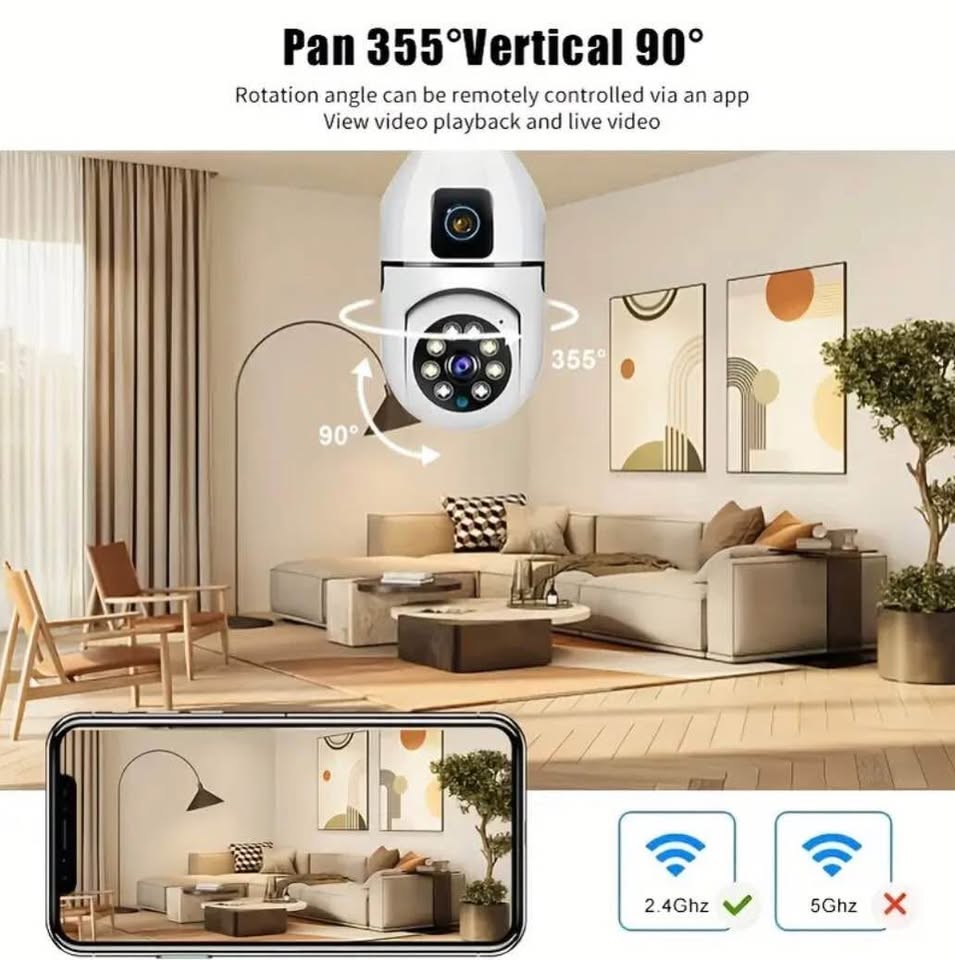 Pan 355°Vertical 90°
Rotation angle can be remotely controlled via an app
View video playback and live video
355°
90°
2.4Ghz
5Ghz